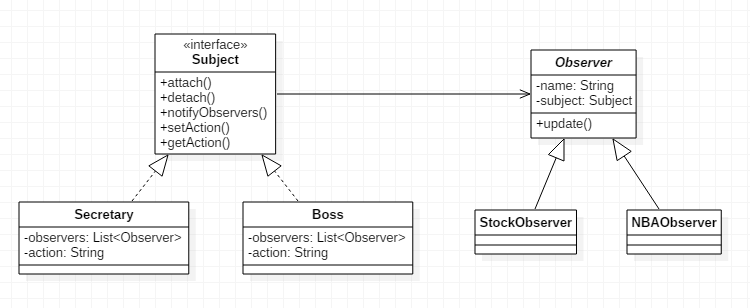 «interface»
Subject
+attach()
+detach()
+notifyObservers()
+setAction()
+getAction()
Observer
-name: String
-subject: Subject
+update()
Secretary
-observers: List<Observer>
-action: String
Boss
-observers: List<Observer>
-action: String
StockObserver
NBAObserver